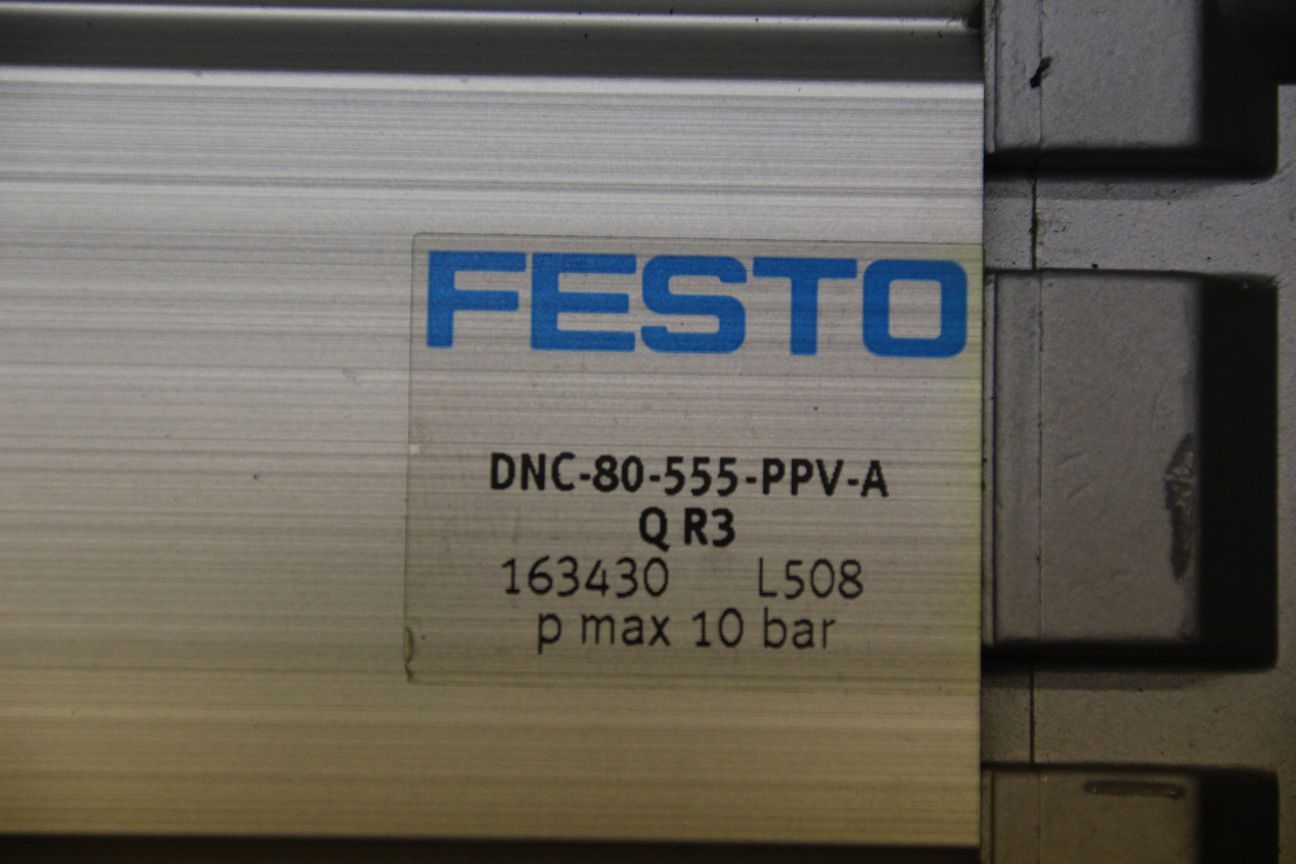 FESTO
DNC-80-555-PPV-A
Q R3
163430 L508
p max 10 bar